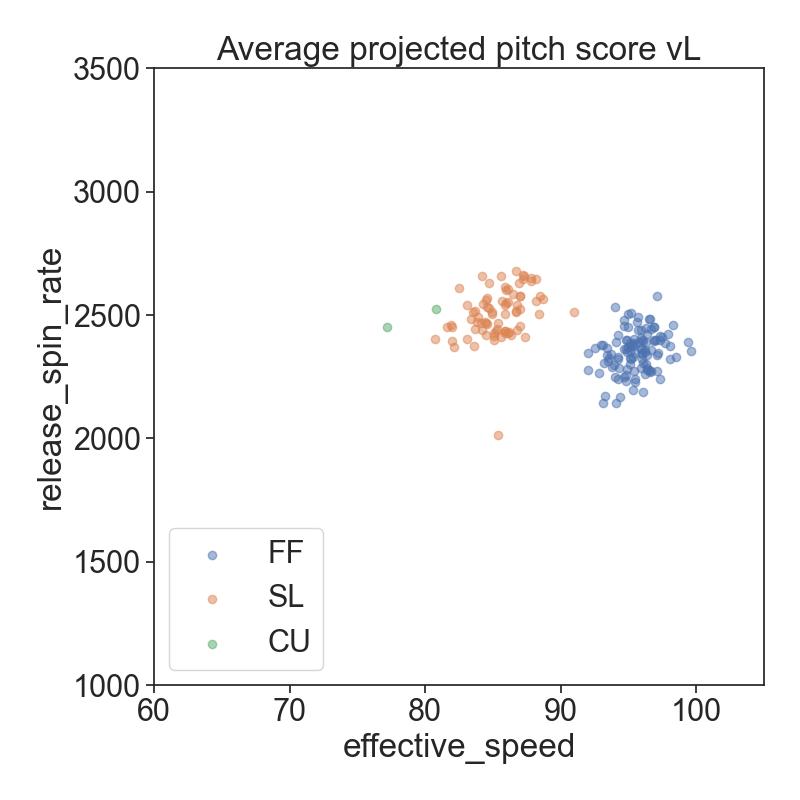 Average projected pitch score vL
3500
3000
2500
2000
1500
1000
release_spin_rate
FF
SL
CU
60 70 80 90 100
effective_speed